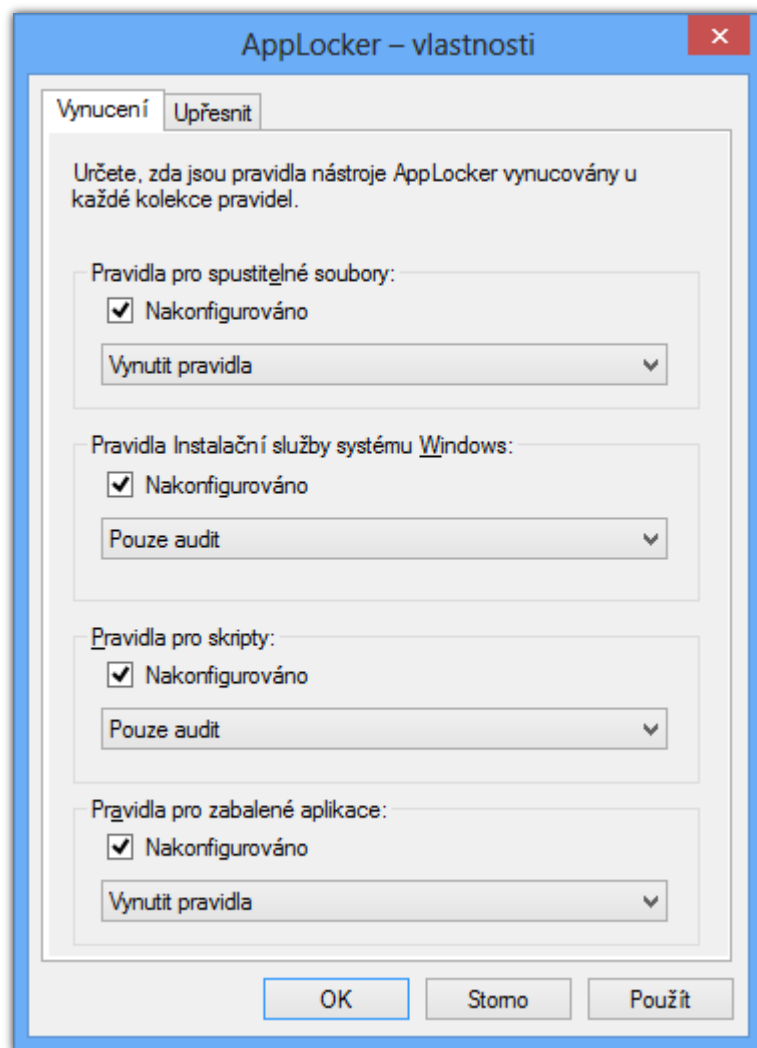 AppLocker – vlastnosti
Vynucení
Upřesnit
Určete, zda jsou pravidla nástroje AppLocker vynucovány u
každé kolekce pravidel.
Pravidla pro spustitelné soubory:
Nakonfigurováno
Vynutit pravidla
Pravidla Instalační služby systému Windows:
Nakonfigurováno
Pouze audit
Pravidla pro skripty:
Nakonfigurováno
Pouze audit
Pravidla pro zabalené aplikace:
Nakonfigurováno
Vynutit pravidla
OK
Storno
Použít